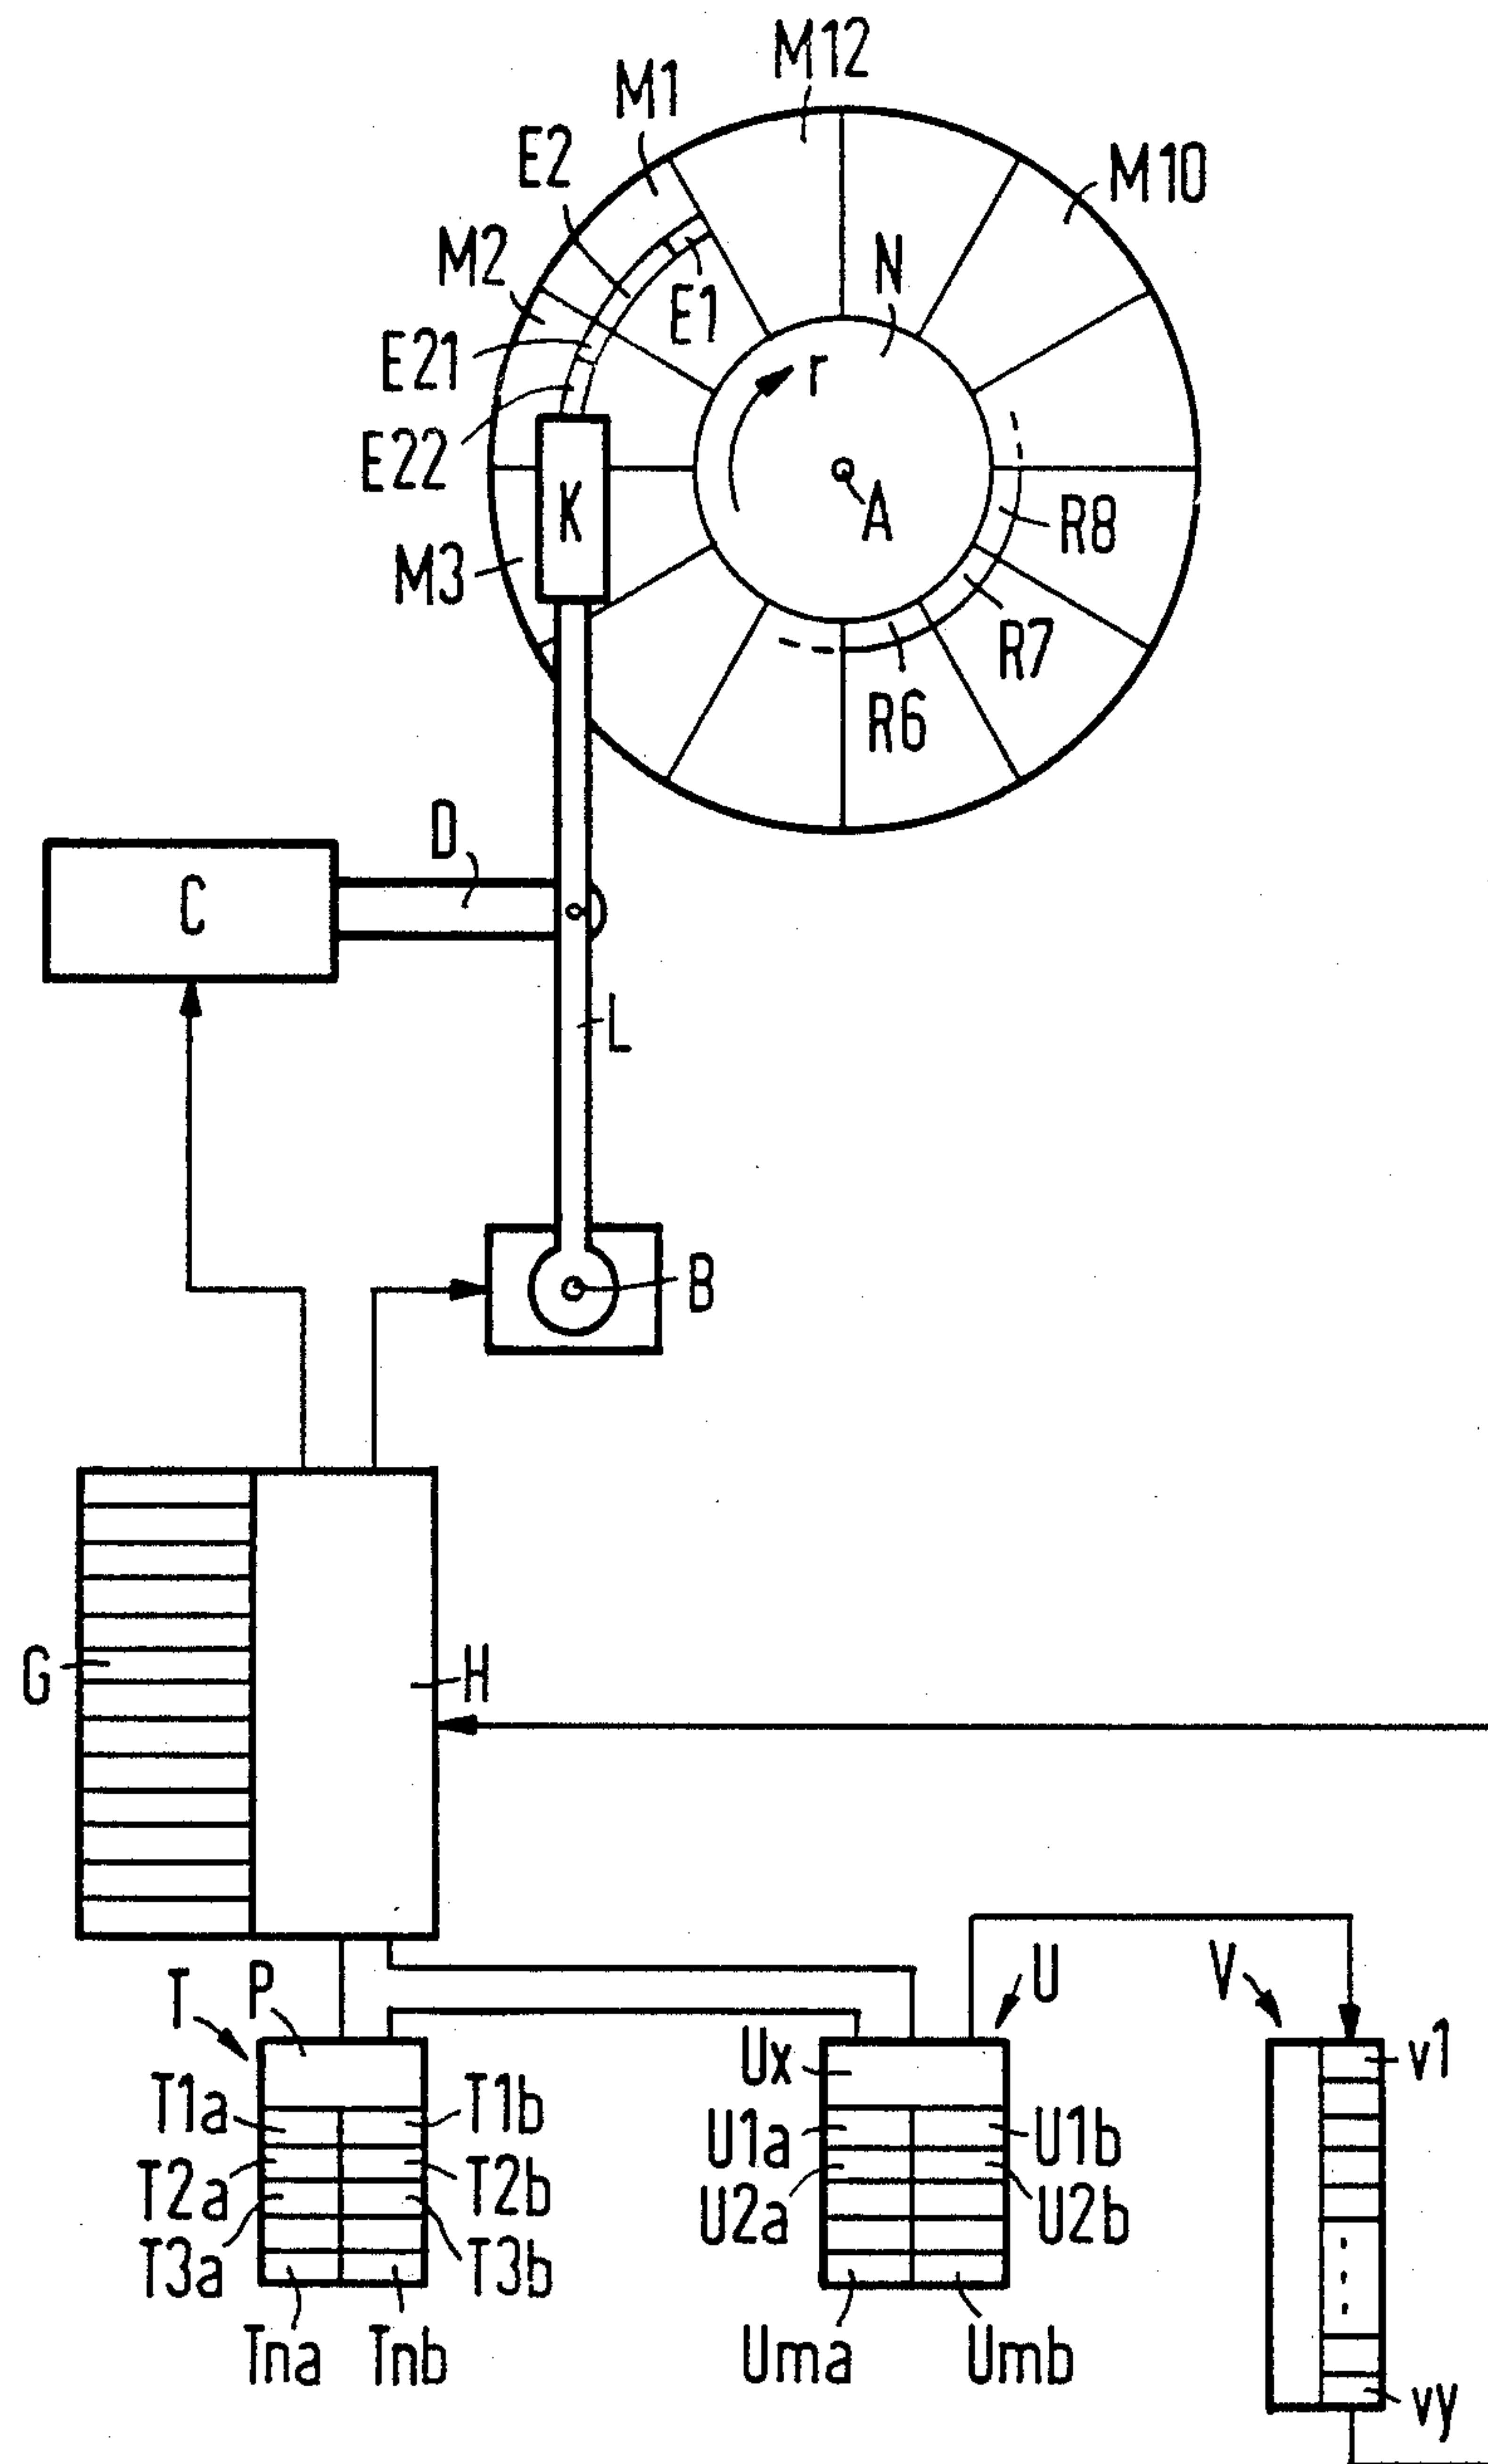 M12
M1
E2
M10
M2
N
E1
r
E21
E22
K
A
R8
M3
R7
R6
D
C
L
B
G
H
T
P
U
V
Ux
v1
T1a
T1b
U1a
U1b
T2a
T2b
U2a
U2b
T3a
T3b
Tna
Tnb
Uma
Umb
vy